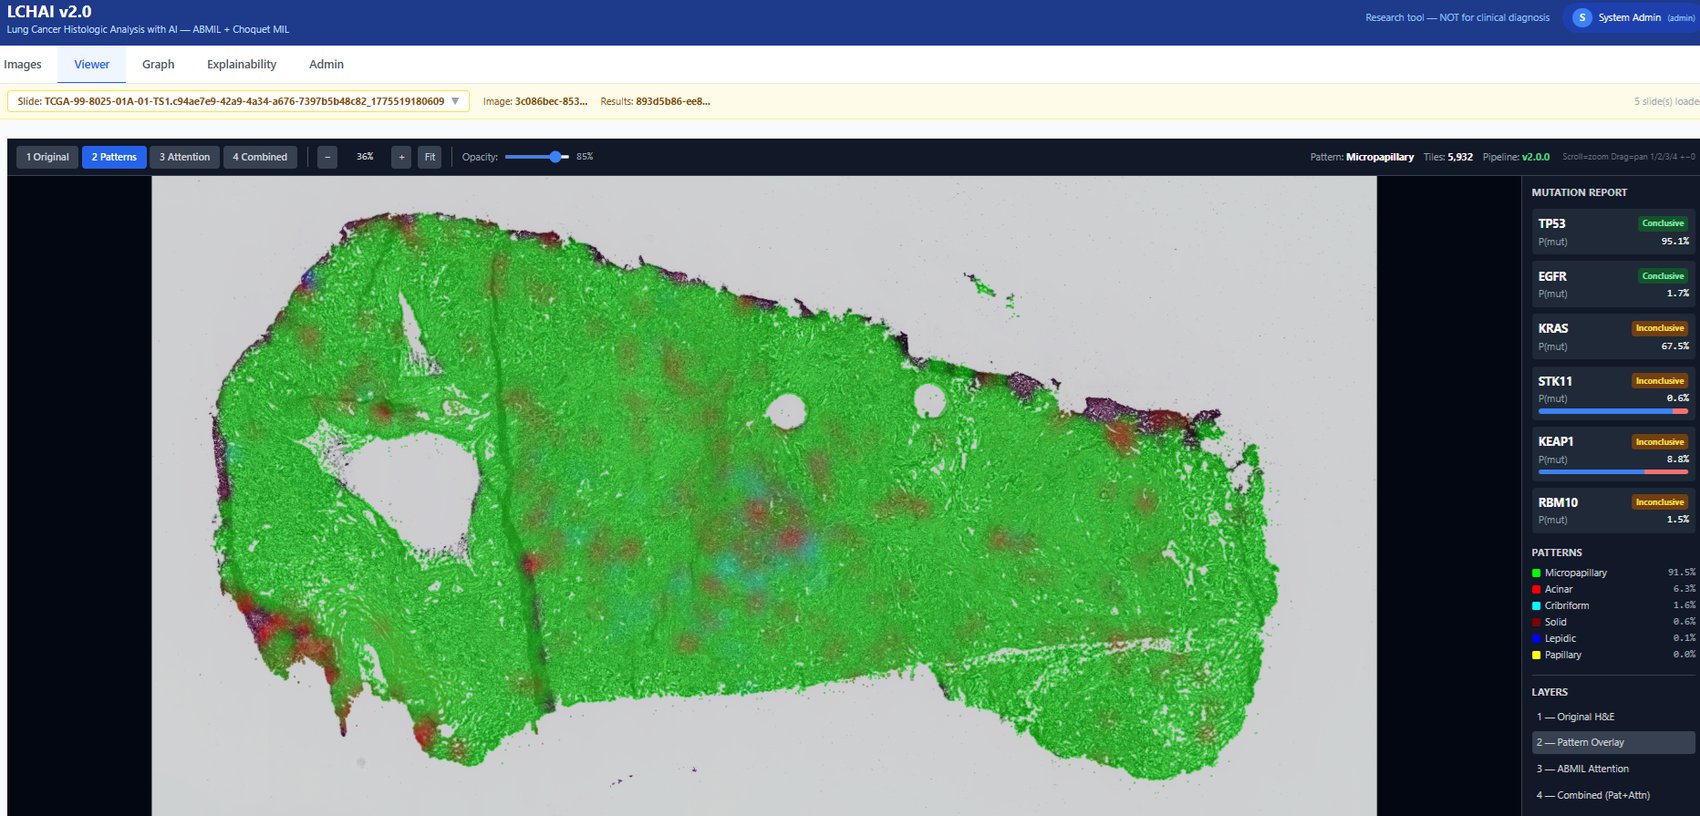 LCHAI v2.0
Lung Cancer Histologic Analysis with AI — ABMIL + Choquet MIL
Research tool — NOT for clinical diagnosis
S System Admin (admin)
Images Viewer Graph Explainability Admin
Slide: TCGA-99-8025-01A-01-TS1.c94ae7e9-42a9-4a34-a676-7397b5b48c82_1775519180609 ▼ Image: 3c086bec-853... Results: 893d5b86-ee8... 5 slide(s) loade
1 Original 2 Patterns 3 Attention 4 Combined − 36% + Fit Opacity: 85% Pattern: Micropapillary Tiles: 5,932 Pipeline: v2.0.0 Scroll=zoom Drag=pan 1/2/3/4 +−0
MUTATION REPORT
TP53 Conclusive
P(mut) 95.1%
EGFR Conclusive
P(mut) 1.7%
KRAS Inconclusive
P(mut) 67.5%
STK11 Inconclusive
P(mut) 0.6%
KEAP1 Inconclusive
P(mut) 8.8%
RBM10 Inconclusive
P(mut) 1.5%
PATTERNS
Micropapillary 91.5%
Acinar 6.3%
Cribriform 1.6%
Solid 0.6%
Lepidic 0.1%
Papillary 0.0%
LAYERS
1 — Original H&E
2 — Pattern Overlay
3 — ABMIL Attention
4 — Combined (Pat+Attn)